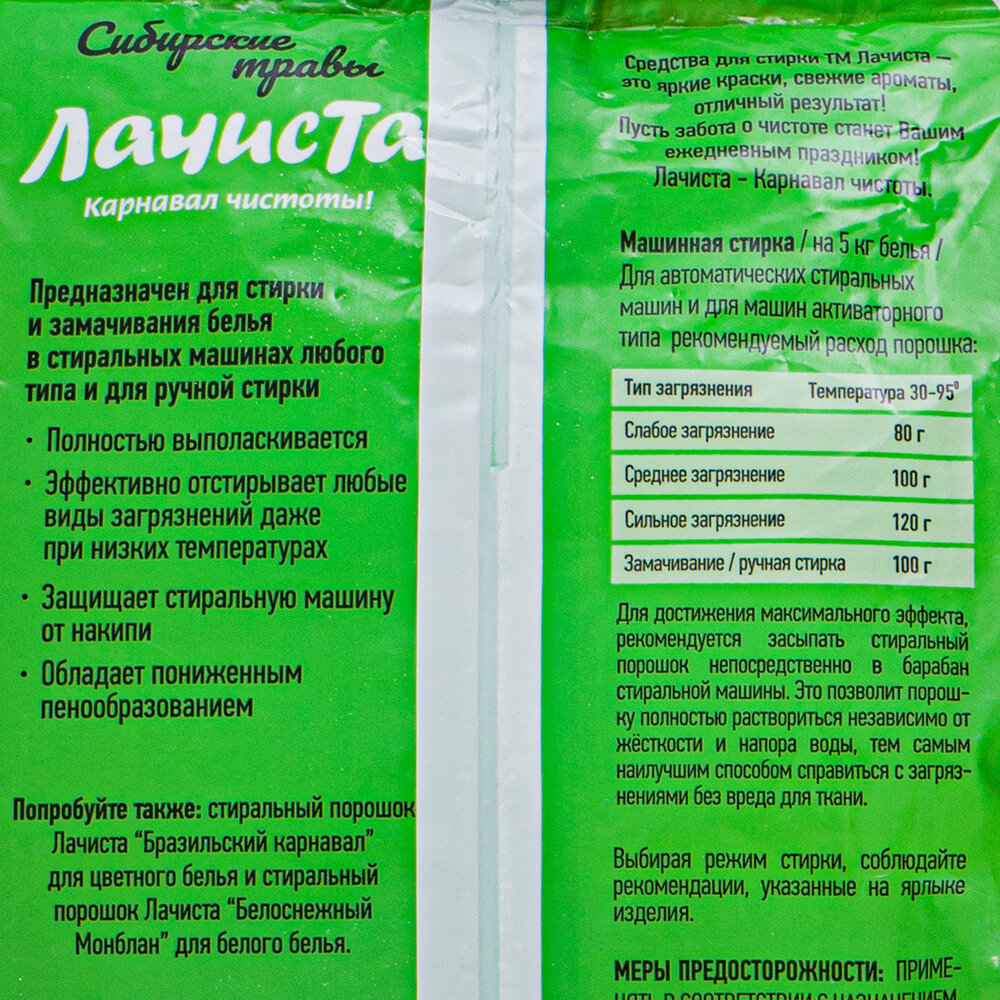 Сибирские
травы
Лачиста
Карнавал чистоты!
Предназначен для стирки
и замачивания белья
в стиральных машинах любого
типа и для ручной стирки
· Полностью выполаскивается
· Эффективно отстирывает любые
виды загрязнений даже
при низких температурах
· Защищает стиральную машину
от накипи
· Обладает пониженным
пенообразованием
Попробуйте также: стиральный порошок
Лачиста “Бразильский карнавал”
для цветного белья и стиральный
порошок Лачиста “Белоснежный
Монблан” для белого белья.
Средства для стирки ТМ Лачиста –
это яркие краски, свежие ароматы,
отличный результат!
Пусть забота о чистоте станет Вашим
ежедневным праздником!
Лачиста – Карнавал чистоты.
Машинная стирка / на 5 кг белья /
Для автоматических стиральных
машин и для машин активаторного
типа рекомендуемый расход порошка:
Тип загрязнения Температура 30-95°
Слабое загрязнение 80 г
Среднее загрязнение 100 г
Сильное загрязнение 120 г
Замачивание / ручная стирка 100 г
Для достижения максимального эффекта,
рекомендуется засыпать стиральный
порошок непосредственно в барабан
стиральной машины. Это позволит порош-
ку полностью раствориться независимо от
жёсткости и напора воды, тем самым
наилучшим способом справиться с загряз-
нениями без вреда для ткани.
Выбирая режим стирки, соблюдайте
рекомендации, указанные на ярлыке
изделия.
МЕРЫ ПРЕДОСТОРОЖНОСТИ: ПРИМЕ-
НЯТЬ В СООТВЕТСТВИИ С НАЗНАЧЕНИЕМ